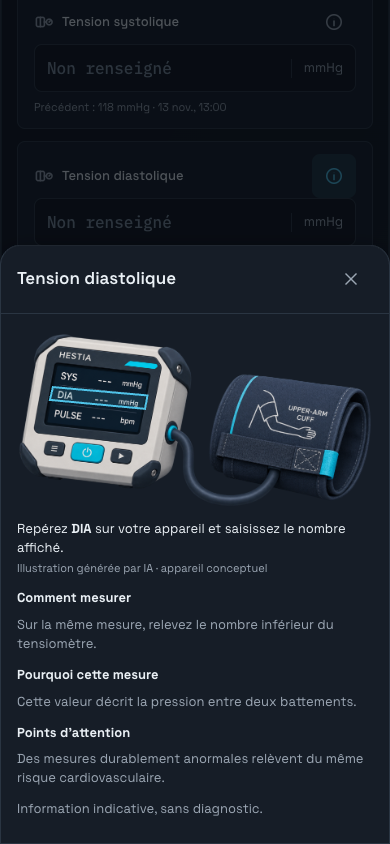 Tension systolique
Non renseigné
mmHg
Précédent : 118 mmHg · 13 nov., 13:00
Tension diastolique
Non renseigné
mmHg
Tension diastolique
HESTIA
SYS --- mmHg
DIA --- mmHg
PULSE --- bpm
UPPER-ARM
CUFF
Repérez DIA sur votre appareil et saisissez le nombre
affiché.
Illustration générée par IA · appareil conceptuel
Comment mesurer
Sur la même mesure, relevez le nombre inférieur du
tensiomètre.
Pourquoi cette mesure
Cette valeur décrit la pression entre deux battements.
Points d'attention
Des mesures durablement anormales relèvent du même
risque cardiovasculaire.
Information indicative, sans diagnostic.